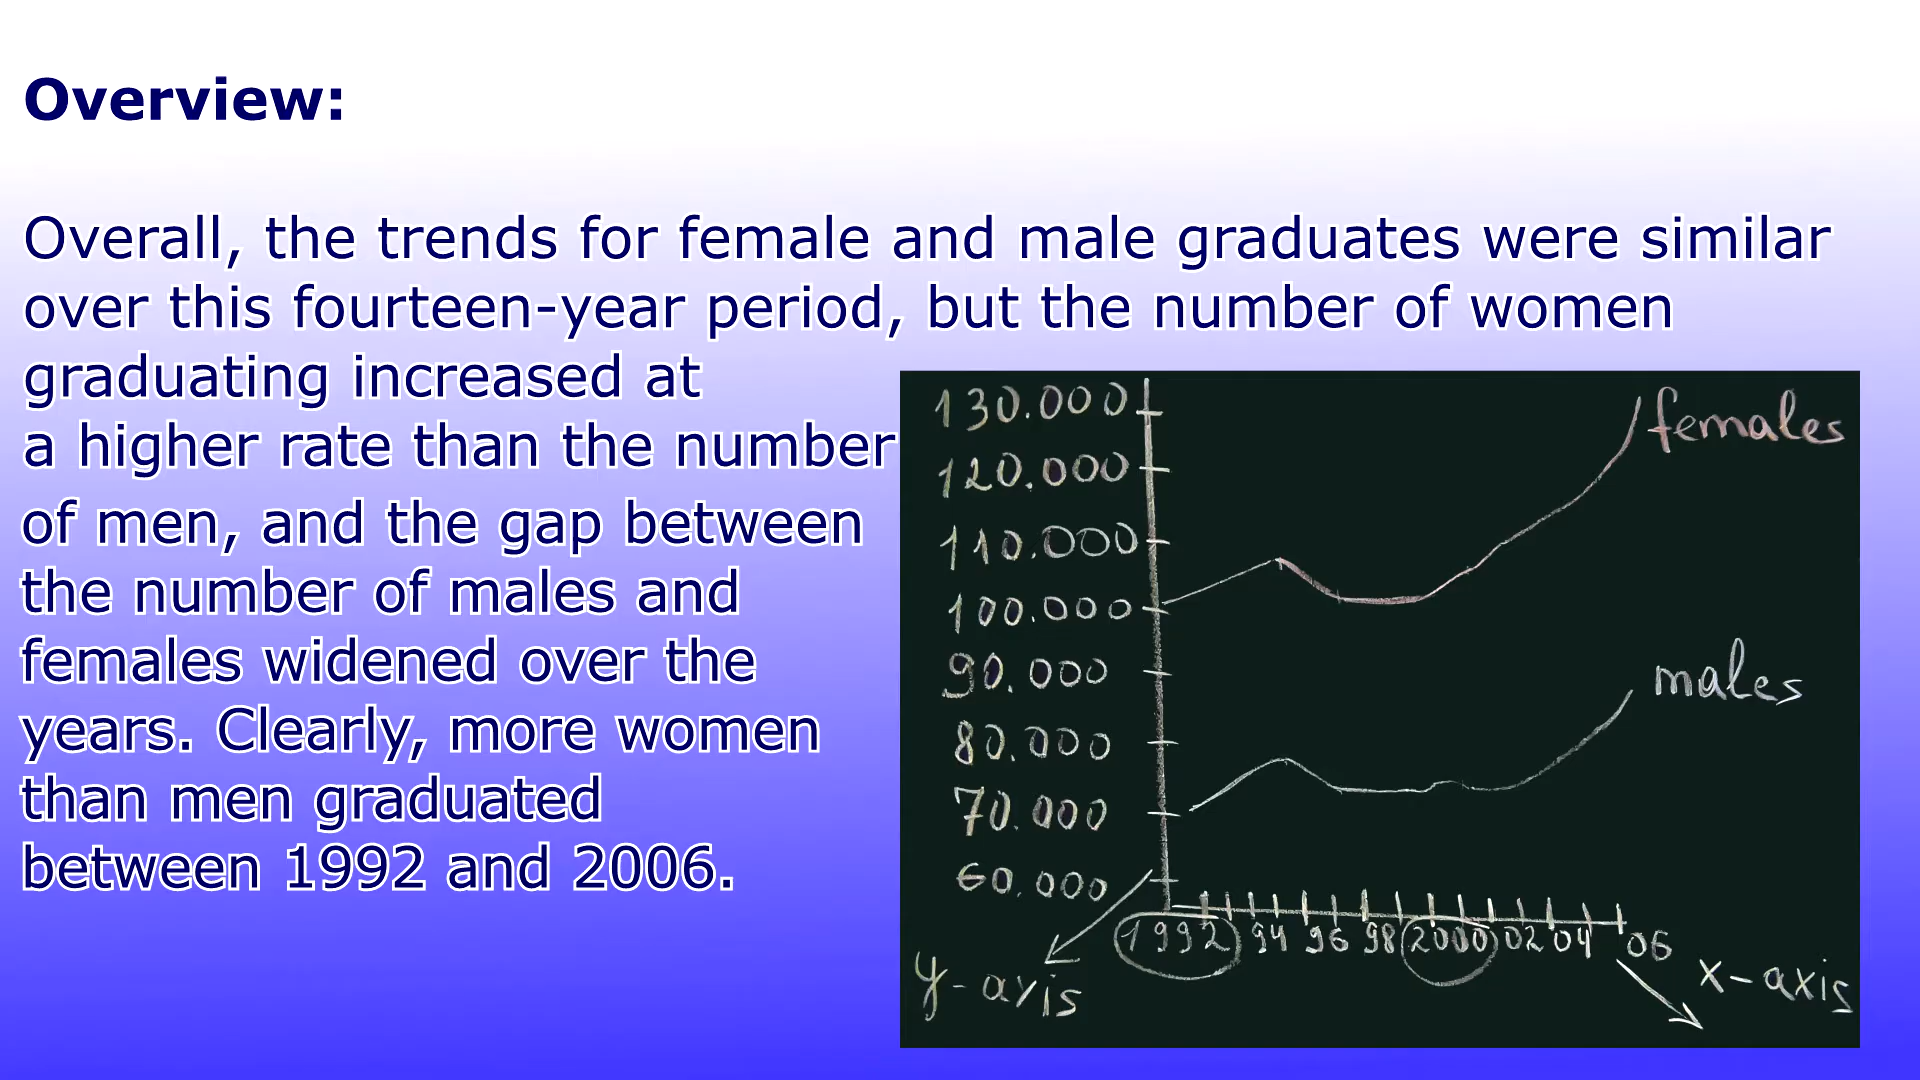 Overview:
Overall, the trends for female and male graduates were similar
over this fourteen-year period, but the number of women
graduating increased at
a higher rate than the number
of men, and the gap between
the number of males and
females widened over the
years. Clearly, more women
than men graduated
between 1992 and 2006.
130.000
120.000
110.000
100.000
90.000
80.000
70.000
60.000
females
males
1992 94 96 98 2000 02 04 06
y-axis
x-axis